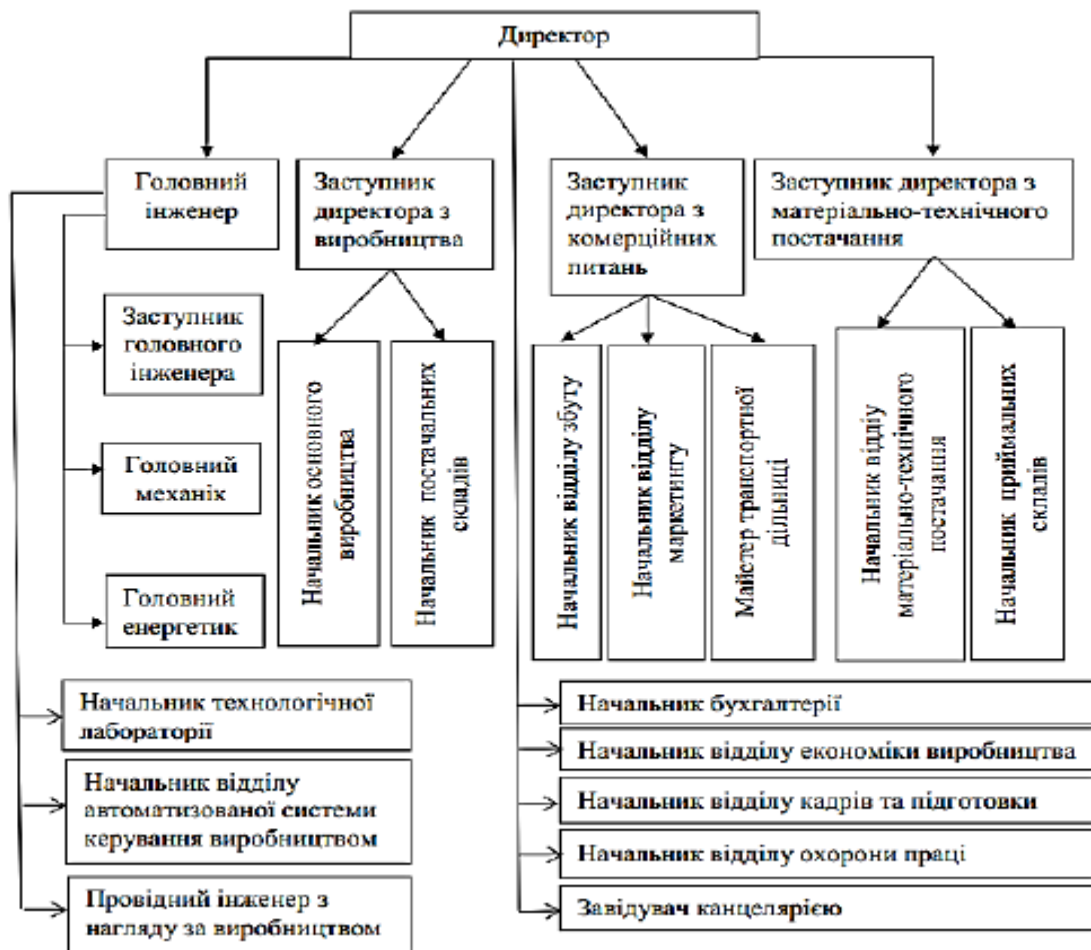 Директор
Головний
інженер
Заступник
директора з
виробництва
Заступник
директора з
комерційних
питань
Заступник директора з
матеріально-технічного
постачання
Заступник
головного
інженера
Головний
механік
Головний
енергетик
Начальник основного
виробництва
Начальник постачальних
складів
Начальник відділу збуту
Начальник відділу
маркетингу
Майстер транспортної
дільниці
Начальник відділу
матеріально-технічного
постачання
Начальник приймальних
складів
Начальник технологічної
лабораторії
Начальник відділу
автоматизованої системи
керування виробництвом
Провідний інженер з
нагляду за виробництвом
Начальник бухгалтерії
Начальник відділу економіки виробництва
Начальник відділу кадрів та підготовки
Начальник відділу охорони праці
Завідувач канцелярією